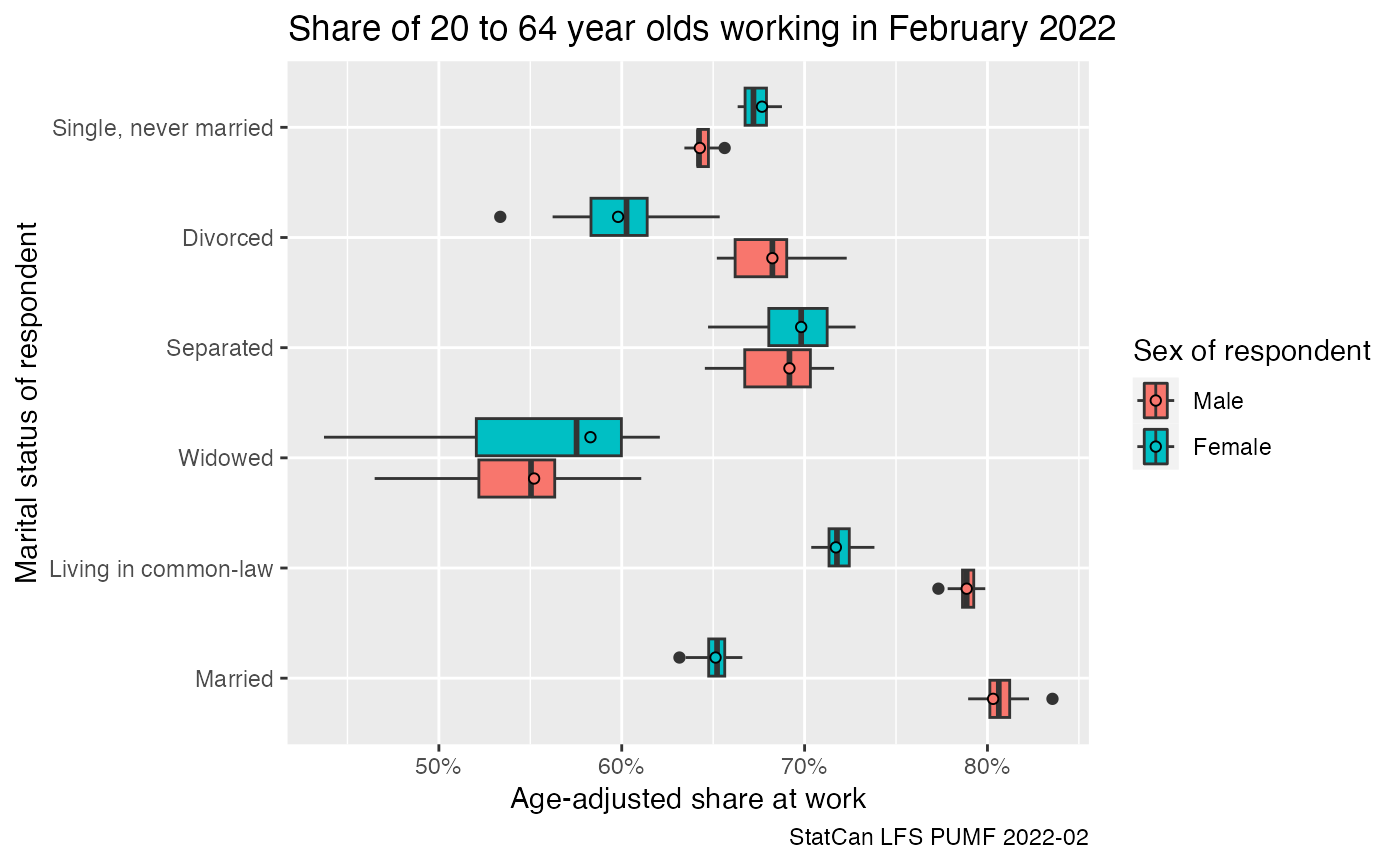 Share of 20 to 64 year olds working in February 2022
Marital status of respondent
Single, never married
Divorced
Separated
Widowed
Living in common-law
Married
50%
60%
70%
80%
Age-adjusted share at work
StatCan LFS PUMF 2022-02
Sex of respondent
Male
Female